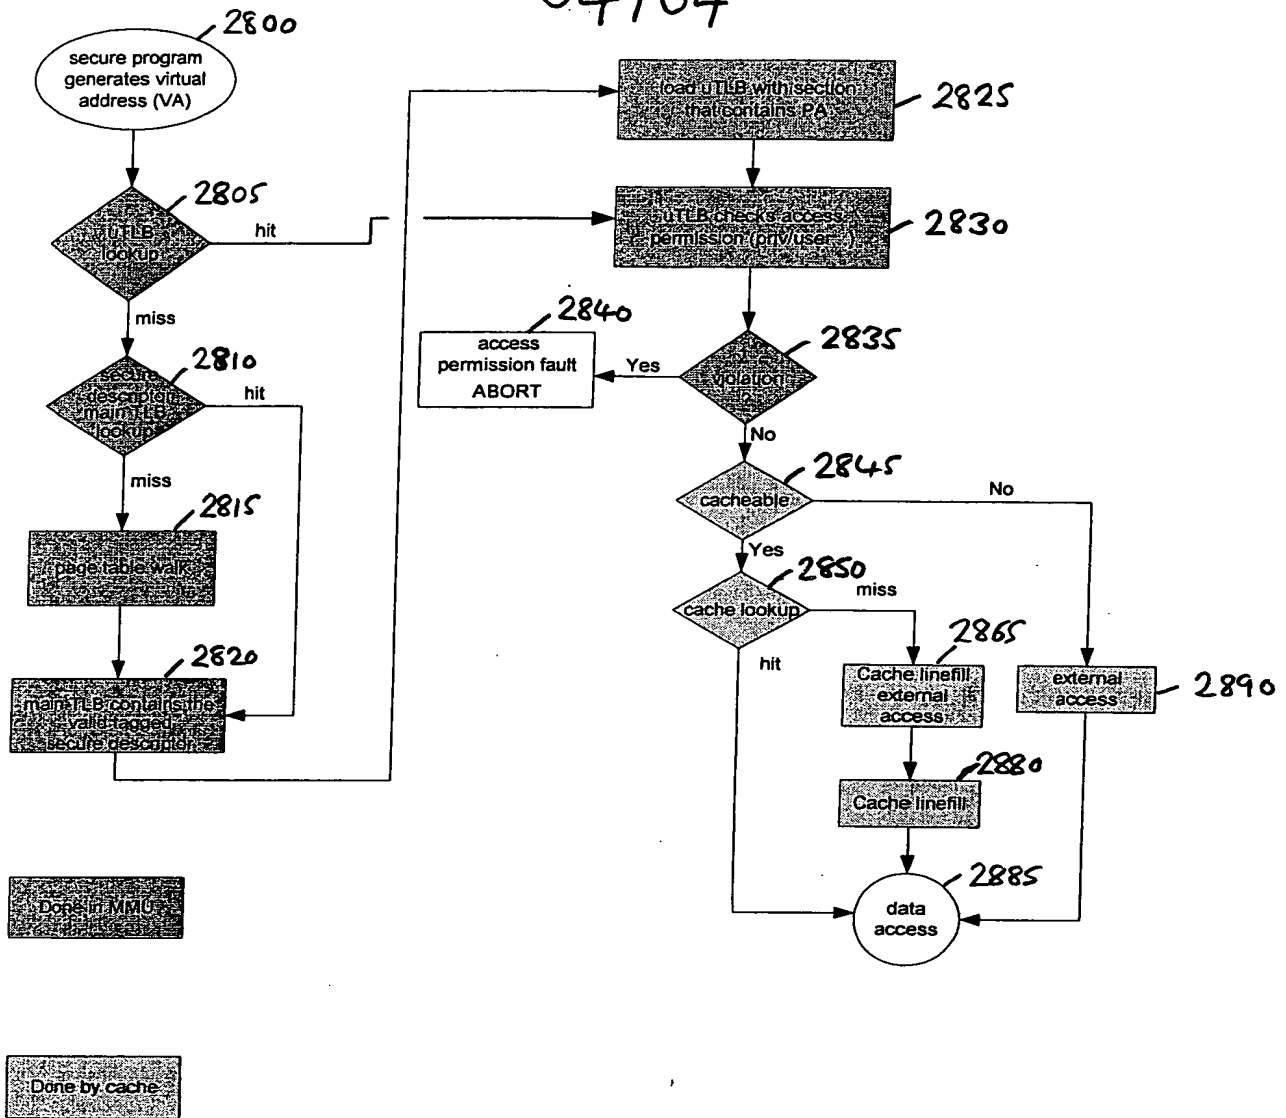 64/64
2800
secure program
generates virtual
address (VA)
2805
uTLB
lookup
hit
miss
2810
secure
descriptor
main TLB
lookup
hit
miss
2815
page table walk
2820
main TLB contains the
valid tagged
secure descriptor
load uTLB with section
that contains PA
2825
uTLB checks access
permission (priv/user...)
2830
2840
access
permission fault
ABORT
Yes
2835
violation
?
No
2845
cacheable
?
No
Yes
2850
cache lookup
miss
hit
2865
Cache linefill
external
access
external
access
2890
2880
Cache linefill
2885
data
access
Done in MMU
Done by cache